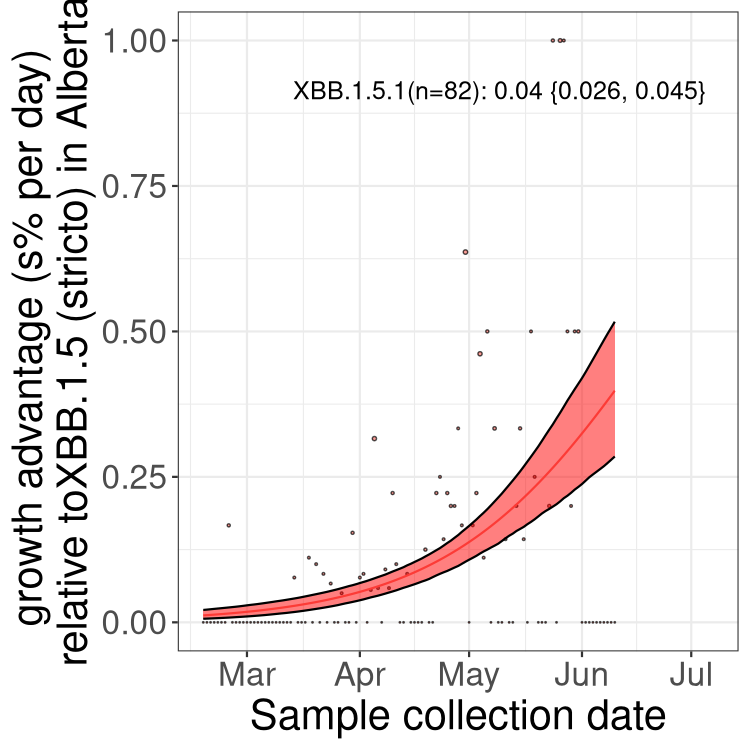 growth advantage (s% per day)
relative toXBB.1.5 (stricto) in Alberta
1.00
0.75
0.50
0.25
0.00
XBB.1.5.1(n=82): 0.04 {0.026, 0.045}
Mar Apr May Jun Jul
Sample collection date